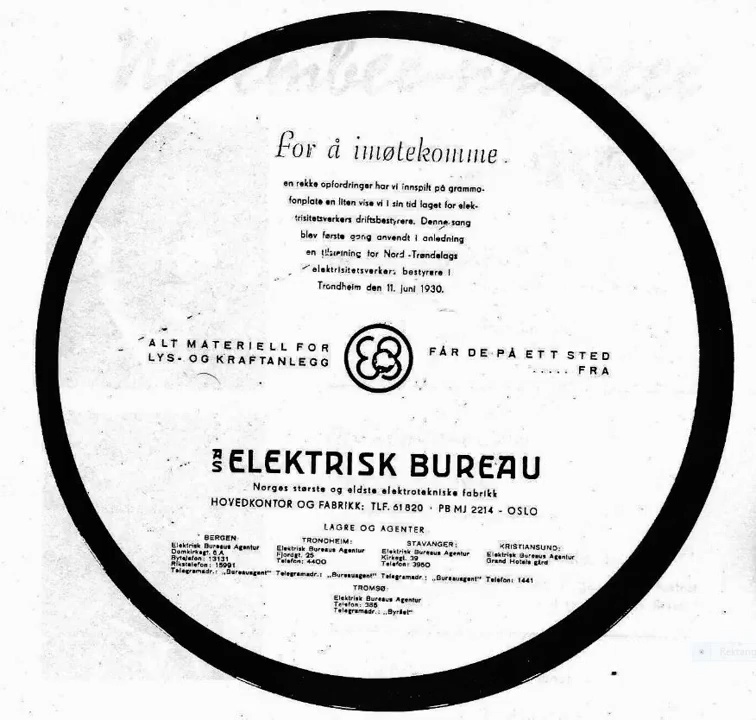 For å imøtekomme
en rekke opfordringer har vi innspilt på grammo-
fonplate en liten vise vi i sin tid laget for elek-
trisitetsverkers driftsbestyrere. Denne sang
blev første gang anvendt i anledning
en tilstelning for Nord-Trøndelags
elektrisitetsverkers bestyrere i
Trondheim den 11. juni 1930.
ALT MATERIELL FOR
LYS- OG KRAFTANLEGG
EB
FÅR DE PÅ ETT STED
..... FRA
A/S ELEKTRISK BUREAU
Norges største og eldste elektrotekniske fabrikk
HOVEDKONTOR OG FABRIKK: TLF. 61820 · PB MJ 2214 - OSLO
LAGRE OG AGENTER
BERGEN:
Elektrisk Bureaus Agentur
Domkirkegt. 6 A
Bytelefon: 13131
Rikstelefon: 15991
Telegramadr.: „Bureauagent"
TRONDHEIM:
Elektrisk Bureaus Agentur
Fjordgt. 25
Telefon: 4400
Telegramadr.: „Bureauagent"
STAVANGER:
Elektrisk Bureaus Agentur
Kirkegt. 39
Telefon: 3950
Telegramadr.: „Bureauagent"
KRISTIANSUND:
Elektrisk Bureaus Agentur
Grand Hotels gård
Telefon: 1441
TROMSØ:
Elektrisk Bureaus Agentur
Telefon: 385
Telegramadr.: „Byrået"